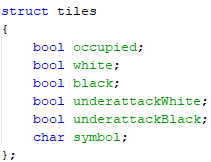 struct tiles
{
bool occupied;
bool white;
bool black;
bool underattackWhite;
bool underattackBlack;
char symbol;
};